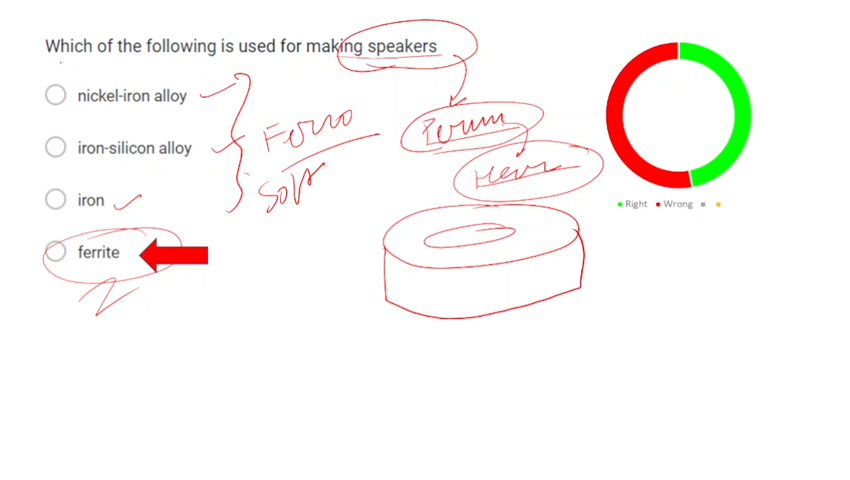 Which of the following is used for making speakers
nickel-iron alloy
iron-silicon alloy
iron
ferrite
Ferro
Soft
Right Wrong